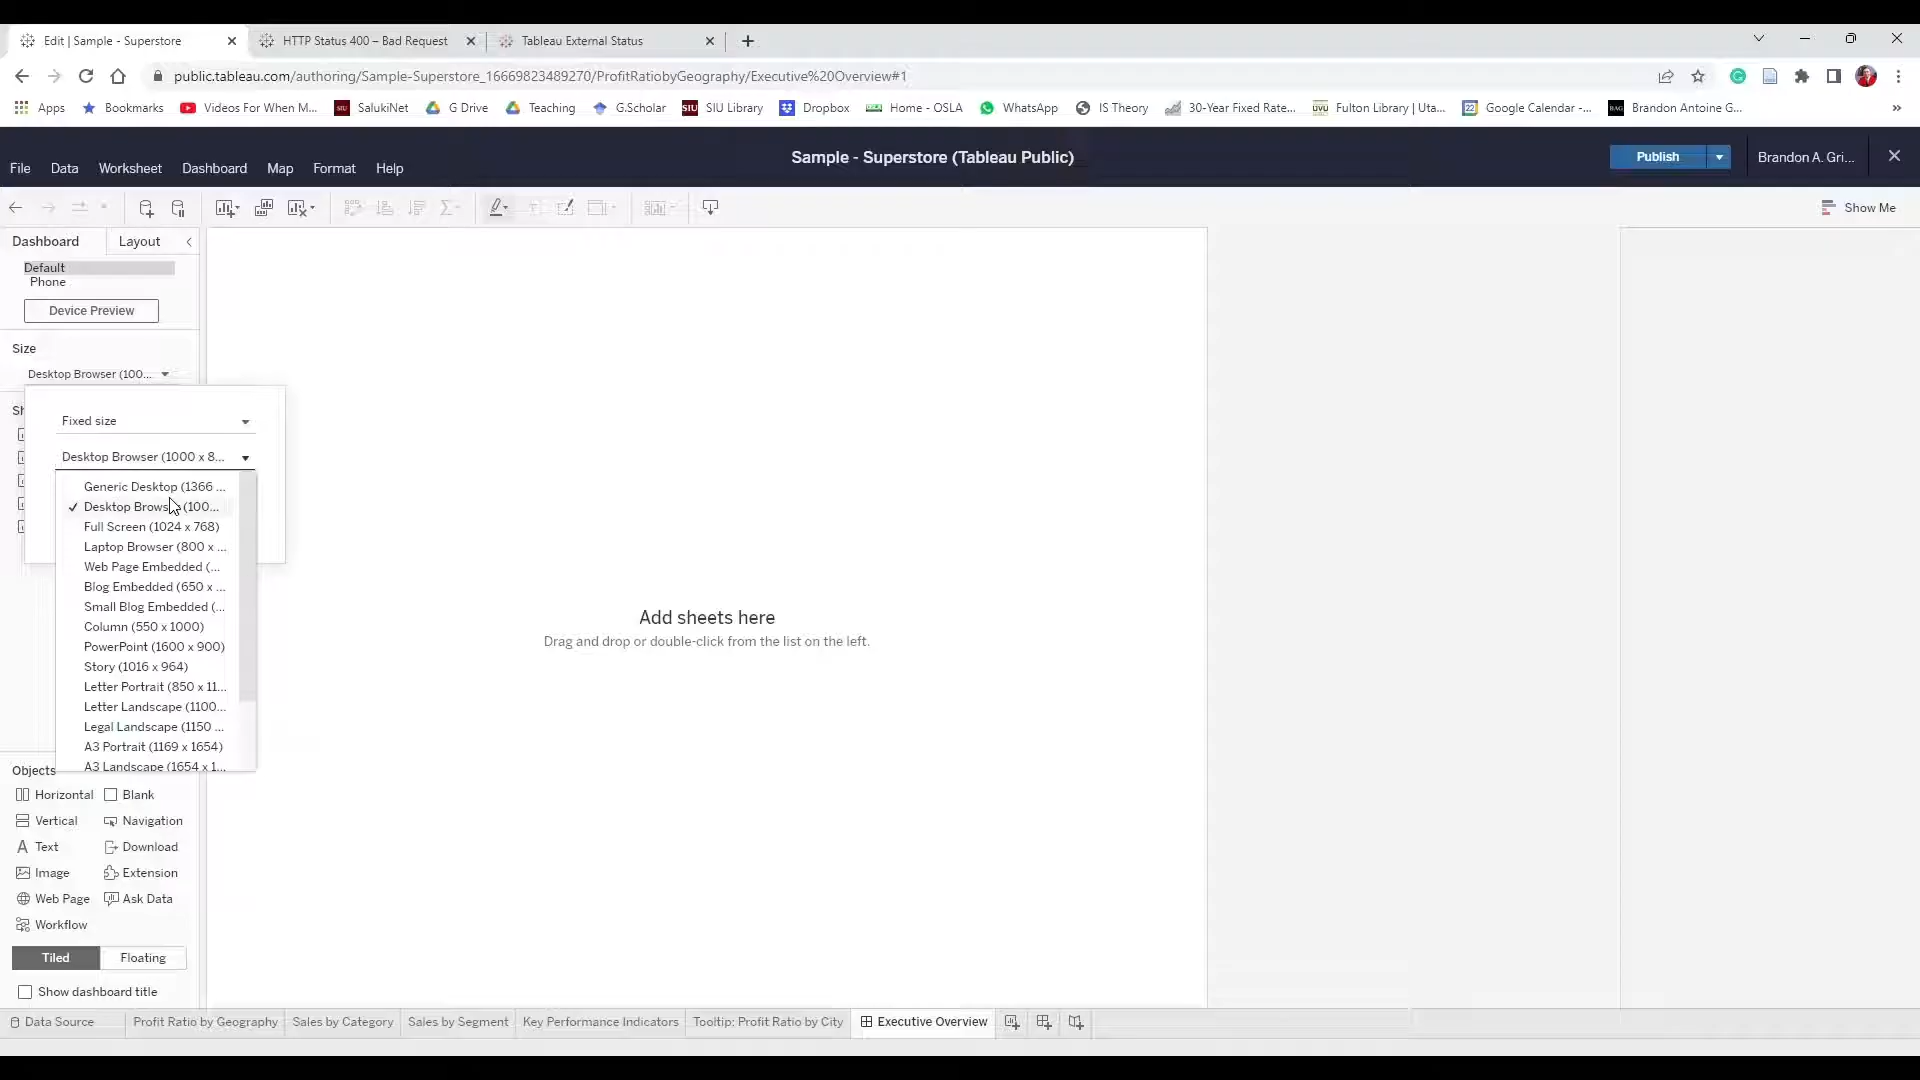 Edit | Sample - Superstore
HTTP Status 400 – Bad Request
Tableau External Status
public.tableau.com/authoring/Sample-Superstore_16669823489270/ProfitRatiobyGeography/Executive%20Overview#1
Apps Bookmarks Videos For When M... SalukiNet G Drive Teaching G.Scholar SIU Library Dropbox Home - OSLA WhatsApp IS Theory 30-Year Fixed Rate... Fulton Library | Uta... Google Calendar -... Brandon Antoine G...
Sample - Superstore (Tableau Public)
Publish
Brandon A. Gri...
File Data Worksheet Dashboard Map Format Help
Show Me
Dashboard Layout
Default
Phone
Device Preview
Size
Desktop Browser (100...
Sh
Fixed size
Desktop Browser (1000 x 8...
Generic Desktop (1366 ...
Desktop Browser (100...
Full Screen (1024 x 768)
Laptop Browser (800 x ...
Web Page Embedded (...
Blog Embedded (650 x ...
Small Blog Embedded (...
Column (550 x 1000)
PowerPoint (1600 x 900)
Story (1016 x 964)
Letter Portrait (850 x 11...
Letter Landscape (1100...
Legal Landscape (1150 ...
A3 Portrait (1169 x 1654)
A3 Landscape (1654 x 1...
Add sheets here
Drag and drop or double-click from the list on the left.
Objects
Horizontal Blank
Vertical Navigation
Text Download
Image Extension
Web Page Ask Data
Workflow
Tiled Floating
Show dashboard title
Data Source Profit Ratio by Geography Sales by Category Sales by Segment Key Performance Indicators Tooltip: Profit Ratio by City Executive Overview